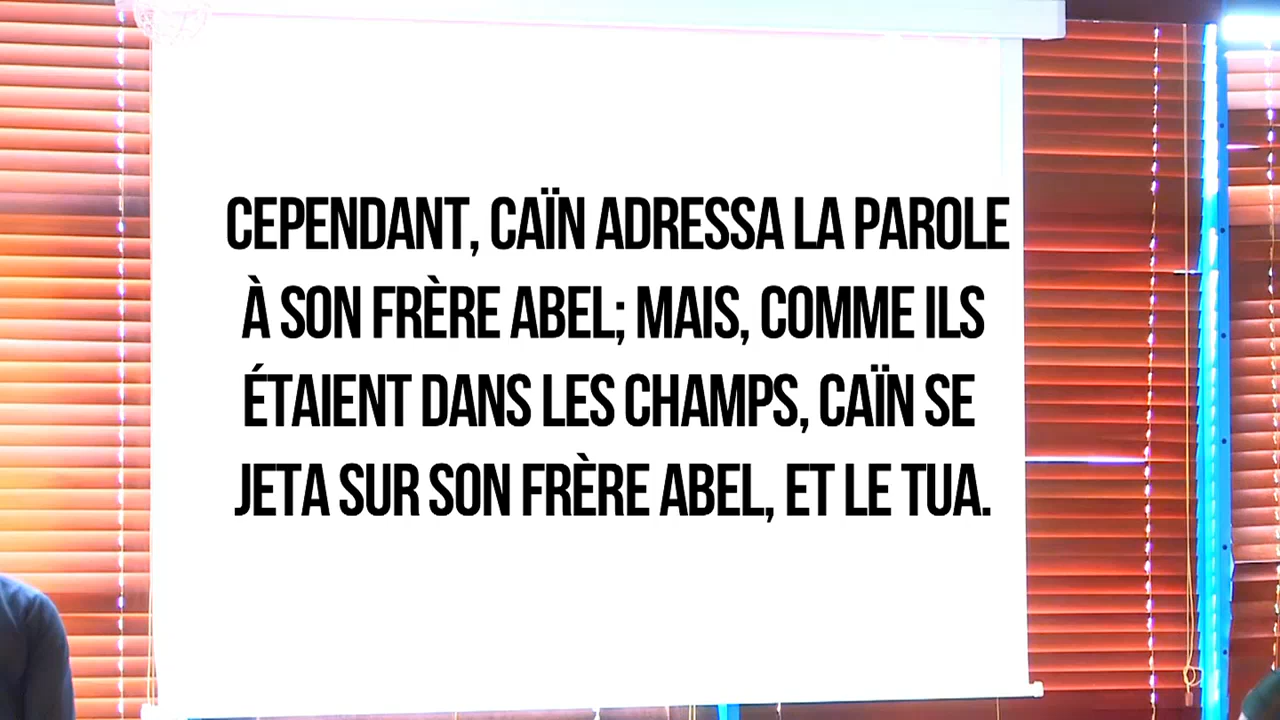 CEPENDANT, CAÏN ADRESSA LA PAROLE
À SON FRÈRE ABEL; MAIS, COMME ILS
ÉTAIENT DANS LES CHAMPS, CAÏN SE
JETA SUR SON FRÈRE ABEL, ET LE TUA.